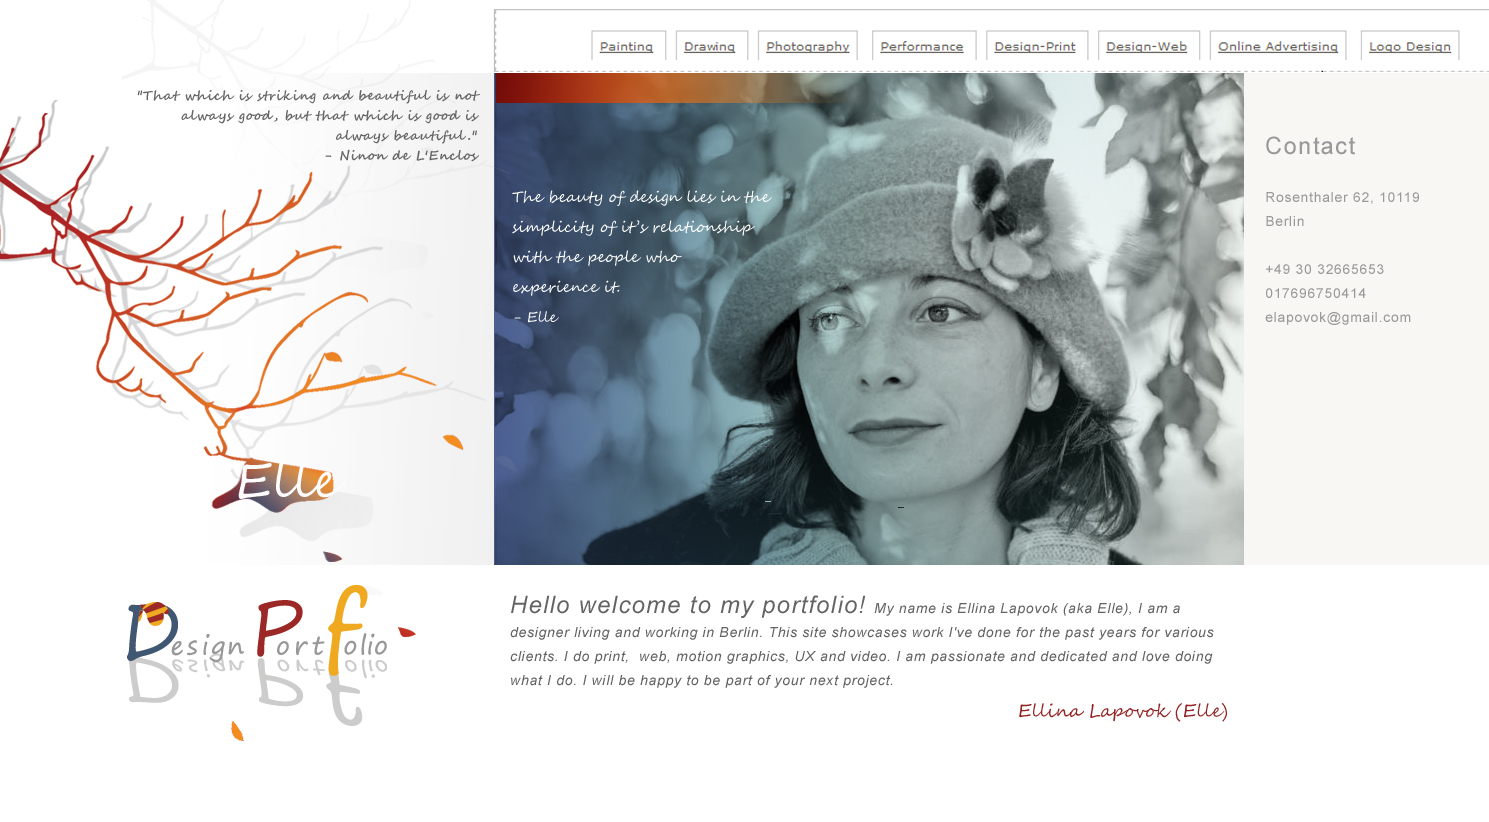 Painting
Drawing
Photography
Performance
Design-Print
Design-Web
Online Advertising
Logo Design
"That which is striking and beautiful is not
always good, but that which is good is
always beautiful."
- Ninon de L'Enclos
The beauty of design lies in the
simplicity of it's relationship
with the people who
experience it.
- Elle
Contact
Rosenthaler 62, 10119
Berlin
+49 30 32665653
017696750414
elapovok@gmail.com
Elle
Design Portfolio
Hello welcome to my portfolio! My name is Ellina Lapovok (aka Elle), I am a
designer living and working in Berlin. This site showcases work I've done for the past years for various
clients. I do print,  web, motion graphics, UX and video. I am passionate and dedicated and love doing
what I do. I will be happy to be part of your next project.
Ellina Lapovok (Elle)